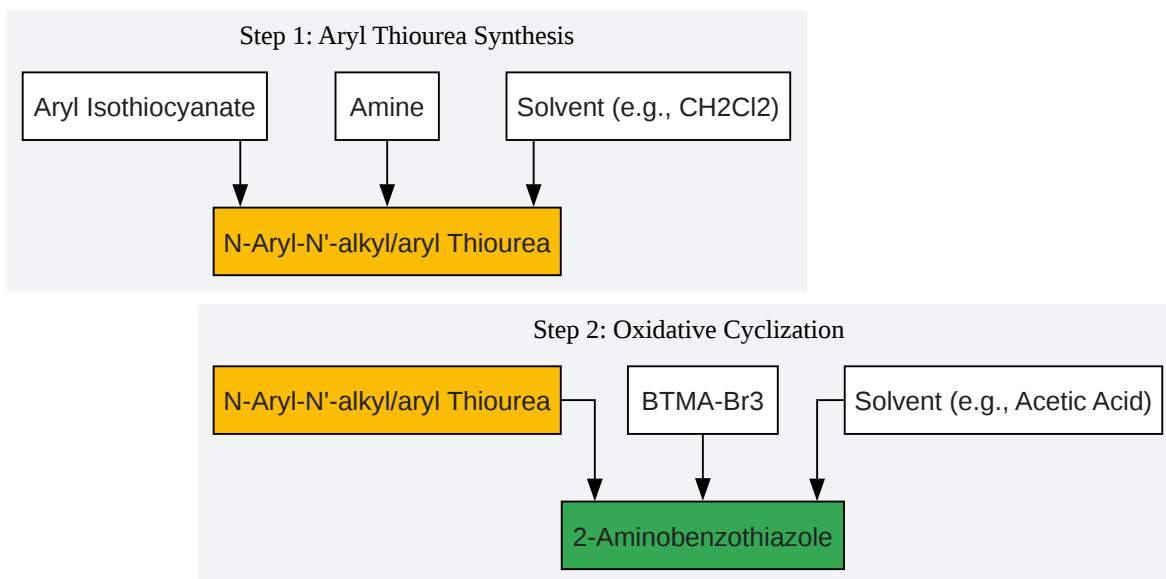 Step 1: Aryl Thiourea Synthesis
Aryl Isothiocyanate
Amine
Solvent (e.g., CH2Cl2)
N-Aryl-N'-alkyl/aryl Thiourea
Step 2: Oxidative Cyclization
N-Aryl-N'-alkyl/aryl Thiourea
BTMA-Br3
Solvent (e.g., Acetic Acid)
2-Aminobenzothiazole